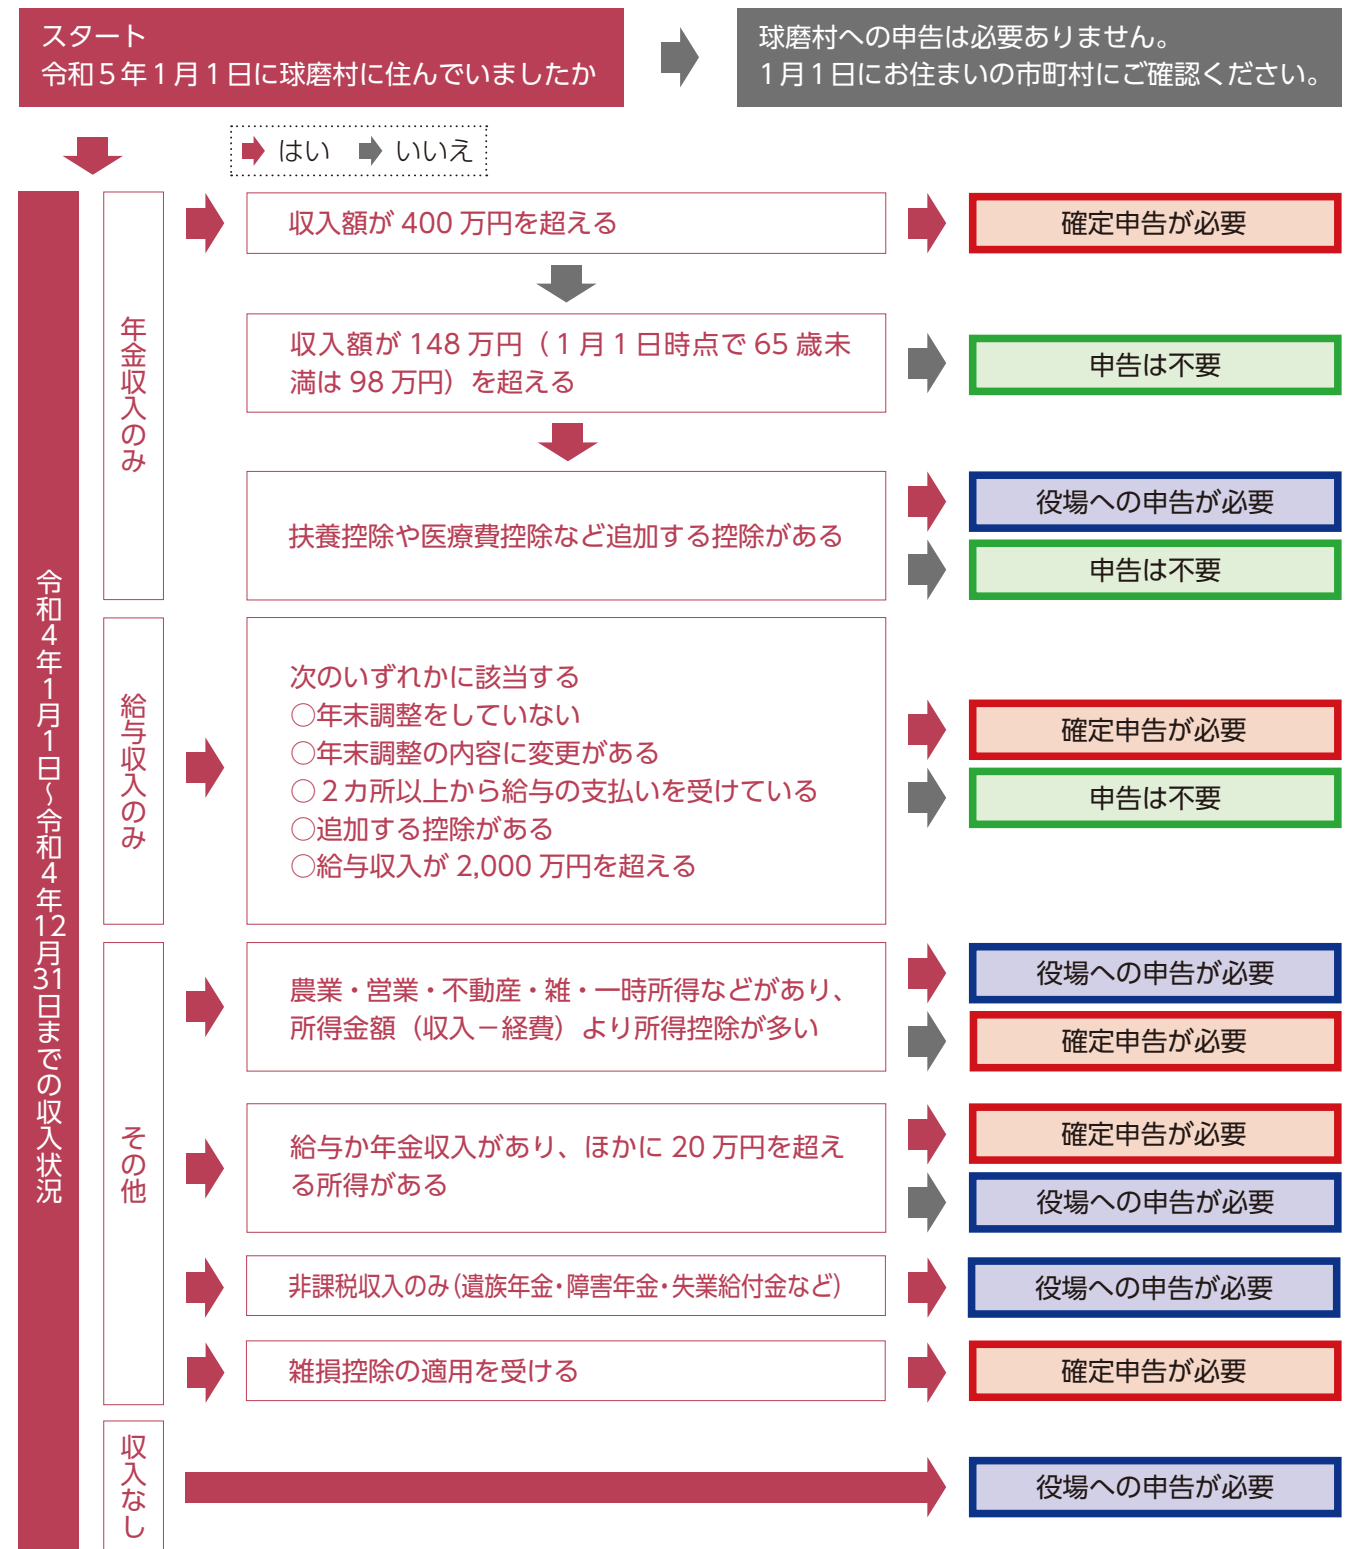 スタート
令和5年1月1日に球磨村に住んでいましたか
球磨村への申告は必要ありません。
1月1日にお住まいの市町村にご確認ください。
はい いいえ
令和4年1月1日〜令和4年12月31日までの収入状況
年金収入のみ
収入額が 400 万円を超える
確定申告が必要
収入額が 148 万円（1月1日時点で 65 歳未
満は 98 万円）を超える
申告は不要
扶養控除や医療費控除など追加する控除がある
役場への申告が必要
申告は不要
給与収入のみ
次のいずれかに該当する
○年末調整をしていない
○年末調整の内容に変更がある
○2カ所以上から給与の支払いを受けている
○追加する控除がある
○給与収入が 2,000 万円を超える
確定申告が必要
申告は不要
その他
農業・営業・不動産・雑・一時所得などがあり、
所得金額（収入－経費）より所得控除が多い
役場への申告が必要
確定申告が必要
給与か年金収入があり、ほかに 20 万円を超え
る所得がある
確定申告が必要
役場への申告が必要
非課税収入のみ（遺族年金・障害年金・失業給付金など）
役場への申告が必要
雑損控除の適用を受ける
確定申告が必要
収入なし
役場への申告が必要